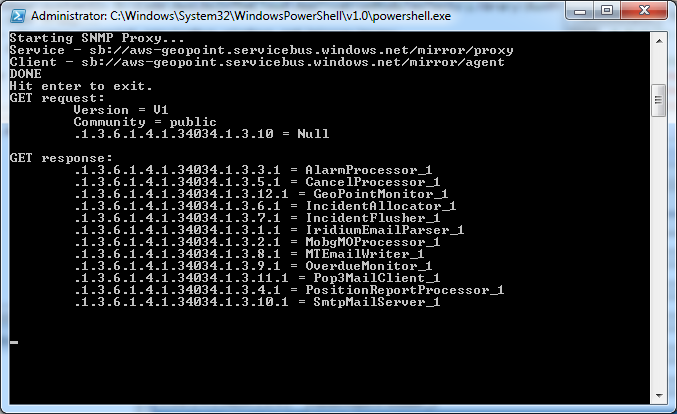 Administrator: C:\Windows\System32\WindowsPowerShell\v1.0\powershell.exe
Starting SNMP Proxy...
Service - sb://aws-geopoint.servicebus.windows.net/mirror/proxy
Client - sb://aws-geopoint.servicebus.windows.net/mirror/agent
DONE
Hit enter to exit.
GET request:
Version = V1
Community = public
.1.3.6.1.4.1.34034.1.3.10 = Null
GET response:
.1.3.6.1.4.1.34034.1.3.3.1 = AlarmProcessor_1
.1.3.6.1.4.1.34034.1.3.5.1 = CancelProcessor_1
.1.3.6.1.4.1.34034.1.3.12.1 = GeoPointMonitor_1
.1.3.6.1.4.1.34034.1.3.6.1 = IncidentAllocator_1
.1.3.6.1.4.1.34034.1.3.7.1 = IncidentFlusher_1
.1.3.6.1.4.1.34034.1.3.1.1 = IridiumEmailParser_1
.1.3.6.1.4.1.34034.1.3.2.1 = MobgMOProcessor_1
.1.3.6.1.4.1.34034.1.3.8.1 = MTEmailWriter_1
.1.3.6.1.4.1.34034.1.3.9.1 = OverdueMonitor_1
.1.3.6.1.4.1.34034.1.3.11.1 = Pop3MailClient_1
.1.3.6.1.4.1.34034.1.3.4.1 = PositionReportProcessor_1
.1.3.6.1.4.1.34034.1.3.10.1 = SmtpMailServer_1